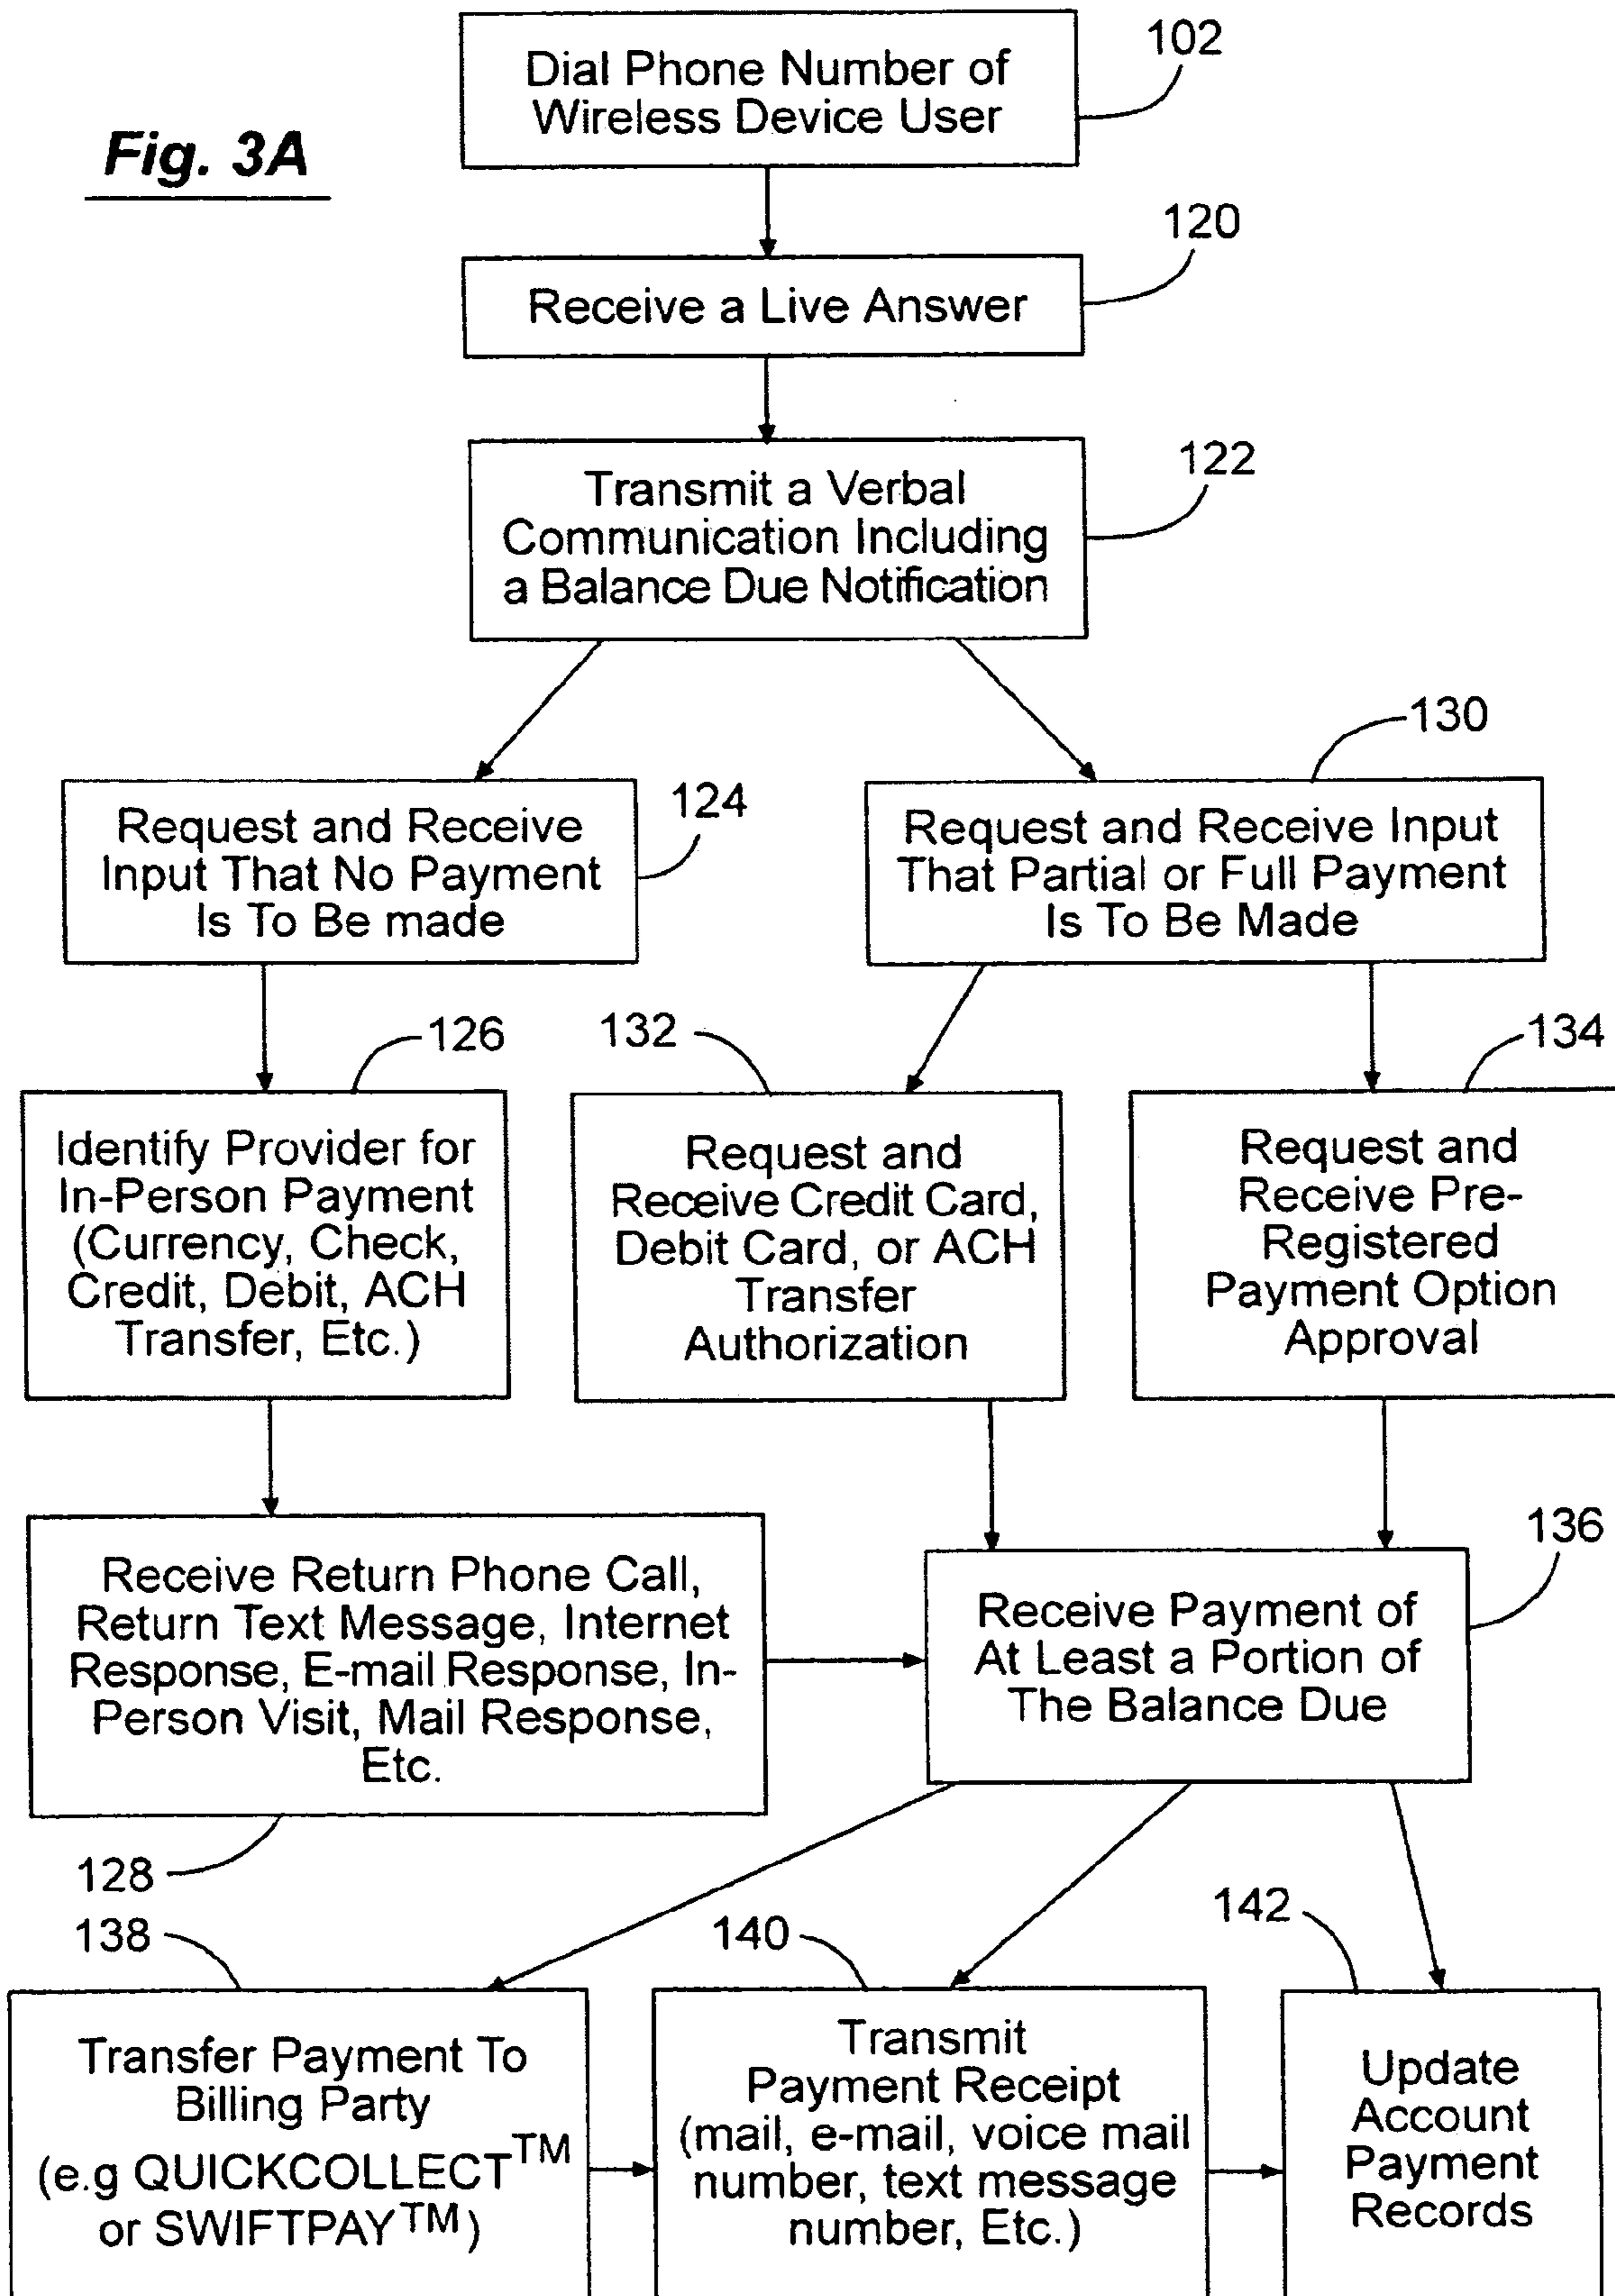 Fig. 3A
Dial Phone Number of
Wireless Device User
102
Receive a Live Answer
120
Transmit a Verbal
Communication Including
a Balance Due Notification
122
Request and Receive
Input That No Payment
Is To Be made
124
Request and Receive Input
That Partial or Full Payment
Is To Be Made
130
Identify Provider for
In-Person Payment
(Currency, Check,
Credit, Debit, ACH
Transfer, Etc.)
126
Request and
Receive Credit Card,
Debit Card, or ACH
Transfer
Authorization
132
Request and
Receive Pre-
Registered
Payment Option
Approval
134
Receive Return Phone Call,
Return Text Message, Internet
Response, E-mail Response, In-
Person Visit, Mail Response,
Etc.
128
Receive Payment of
At Least a Portion of
The Balance Due
136
Transfer Payment To
Billing Party
(e.g QUICKCOLLECT™
or SWIFTPAY™)
138
Transmit
Payment Receipt
(mail, e-mail, voice mail
number, text message
number, Etc.)
140
Update
Account
Payment
Records
142